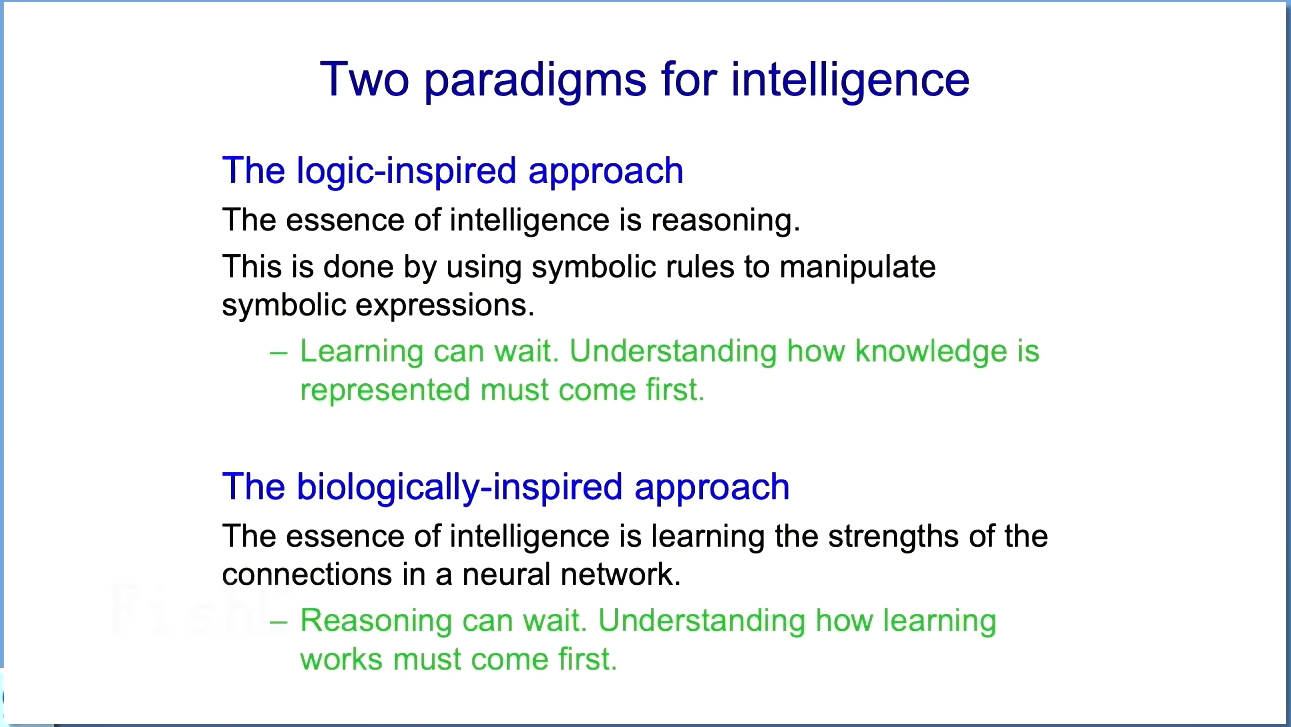 Two paradigms for intelligence
The logic-inspired approach
The essence of intelligence is reasoning.
This is done by using symbolic rules to manipulate
symbolic expressions.
– Learning can wait. Understanding how knowledge is
represented must come first.
The biologically-inspired approach
The essence of intelligence is learning the strengths of the
connections in a neural network.
– Reasoning can wait. Understanding how learning
works must come first.